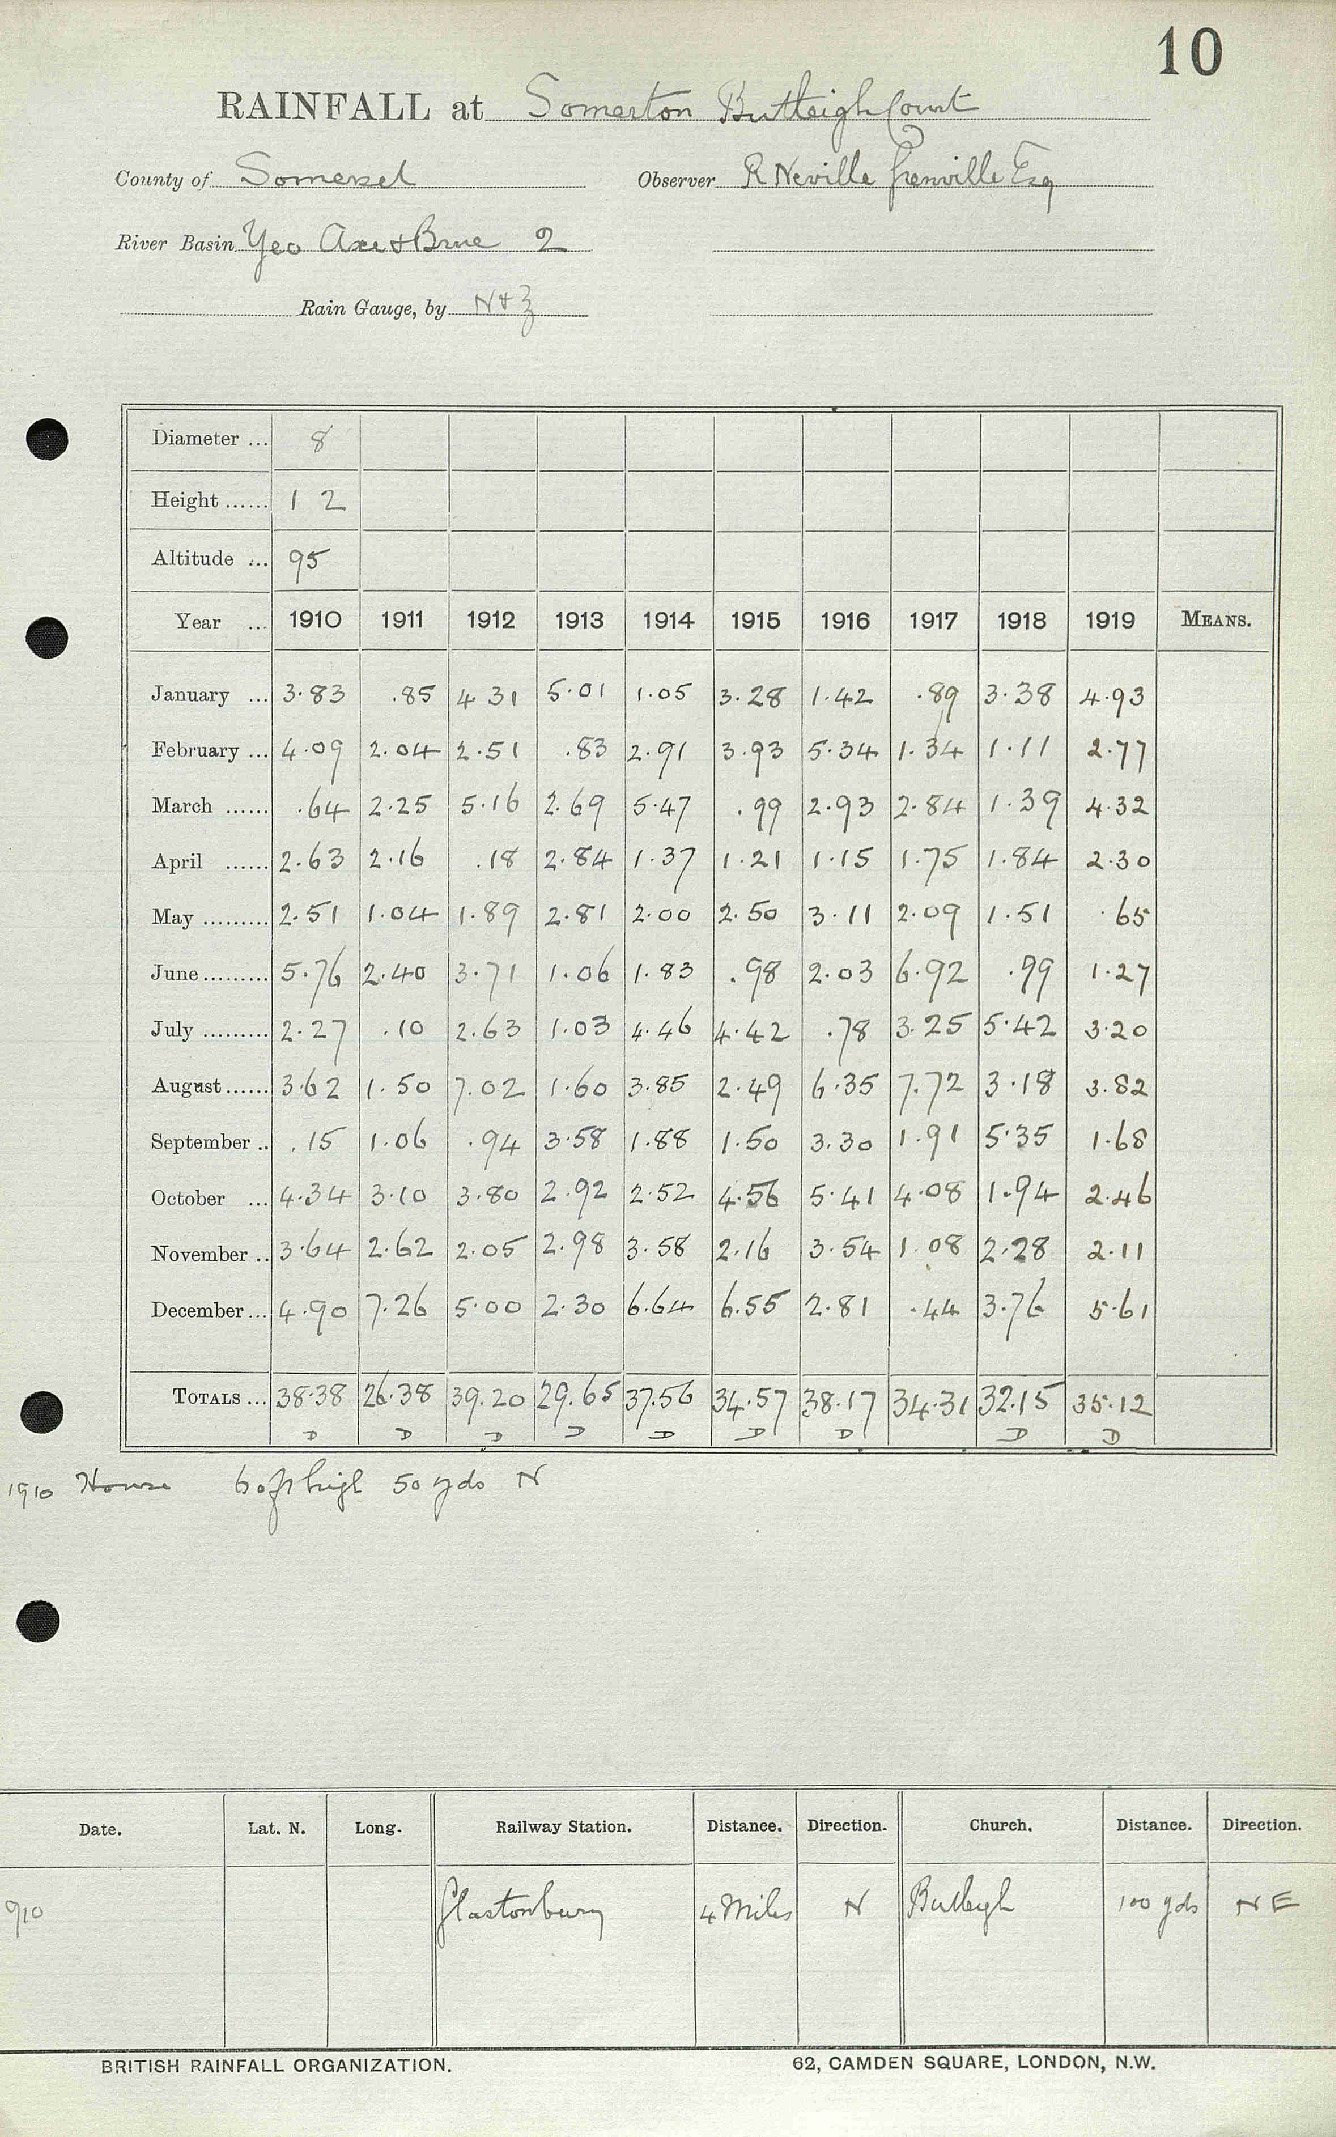 10
RAINFALL at Somerton Butleigh Court
County of Somerset Observer R Neville Grenville Esq
River Basin Yeo Axe & Brue 2
Rain Gauge, by N & Z
Diameter ... 8
Height ...... 12
Altitude ... 95
Year ... 1910 1911 1912 1913 1914 1915 1916 1917 1918 1919 MEANS.
January ... 3.83 .85 4 31 5.01 1.05 3.28 1.42 .89 3.38 4.93
February ... 4.09 2.04 2.51 .83 2.91 3.93 5.34 1.34 1.11 2.77
March ...... .64 2.25 5.16 2.69 5.47 .99 2.93 2.84 1.39 4.32
April ...... 2.63 2.16 .18 2.84 1.37 1.21 1.15 1.75 1.84 2.30
May ......... 2.51 1.04 1.89 2.81 2.00 2.50 3.11 2.09 1.51 .65
June ......... 5.76 2.40 3.71 1.06 1.83 .98 2.03 6.92 .99 1.27
July ......... 2.27 .10 2.63 1.03 4.46 4.42 .78 3.25 5.42 3.20
August ...... 3.62 1.50 7.02 1.60 3.85 2.49 6.35 7.72 3.18 3.82
September .. .15 1.06 .94 3.58 1.88 1.50 3.30 1.91 5.35 1.68
October ... 4.34 3.10 3.80 2.92 2.52 4.56 5.41 4.08 1.94 2.46
November .. 3.64 2.62 2.05 2.98 3.58 2.16 3.54 1.08 2.28 2.11
December ... 4.90 7.26 5.00 2.30 6.64 6.55 2.81 .44 3.76 5.61
TOTALS ... 38.38 26.38 39.20 29.65 37.56 34.57 38.17 34.31 32.15 35.12
D D D D D D D D D
1910 House 60 ft high 50 yds N
Date. Lat. N. Long. Railway Station. Distance. Direction. Church. Distance. Direction.
910 Glastonbury 4 Miles N Butleigh 100 yds NE
BRITISH RAINFALL ORGANIZATION. 62, CAMDEN SQUARE, LONDON, N.W.